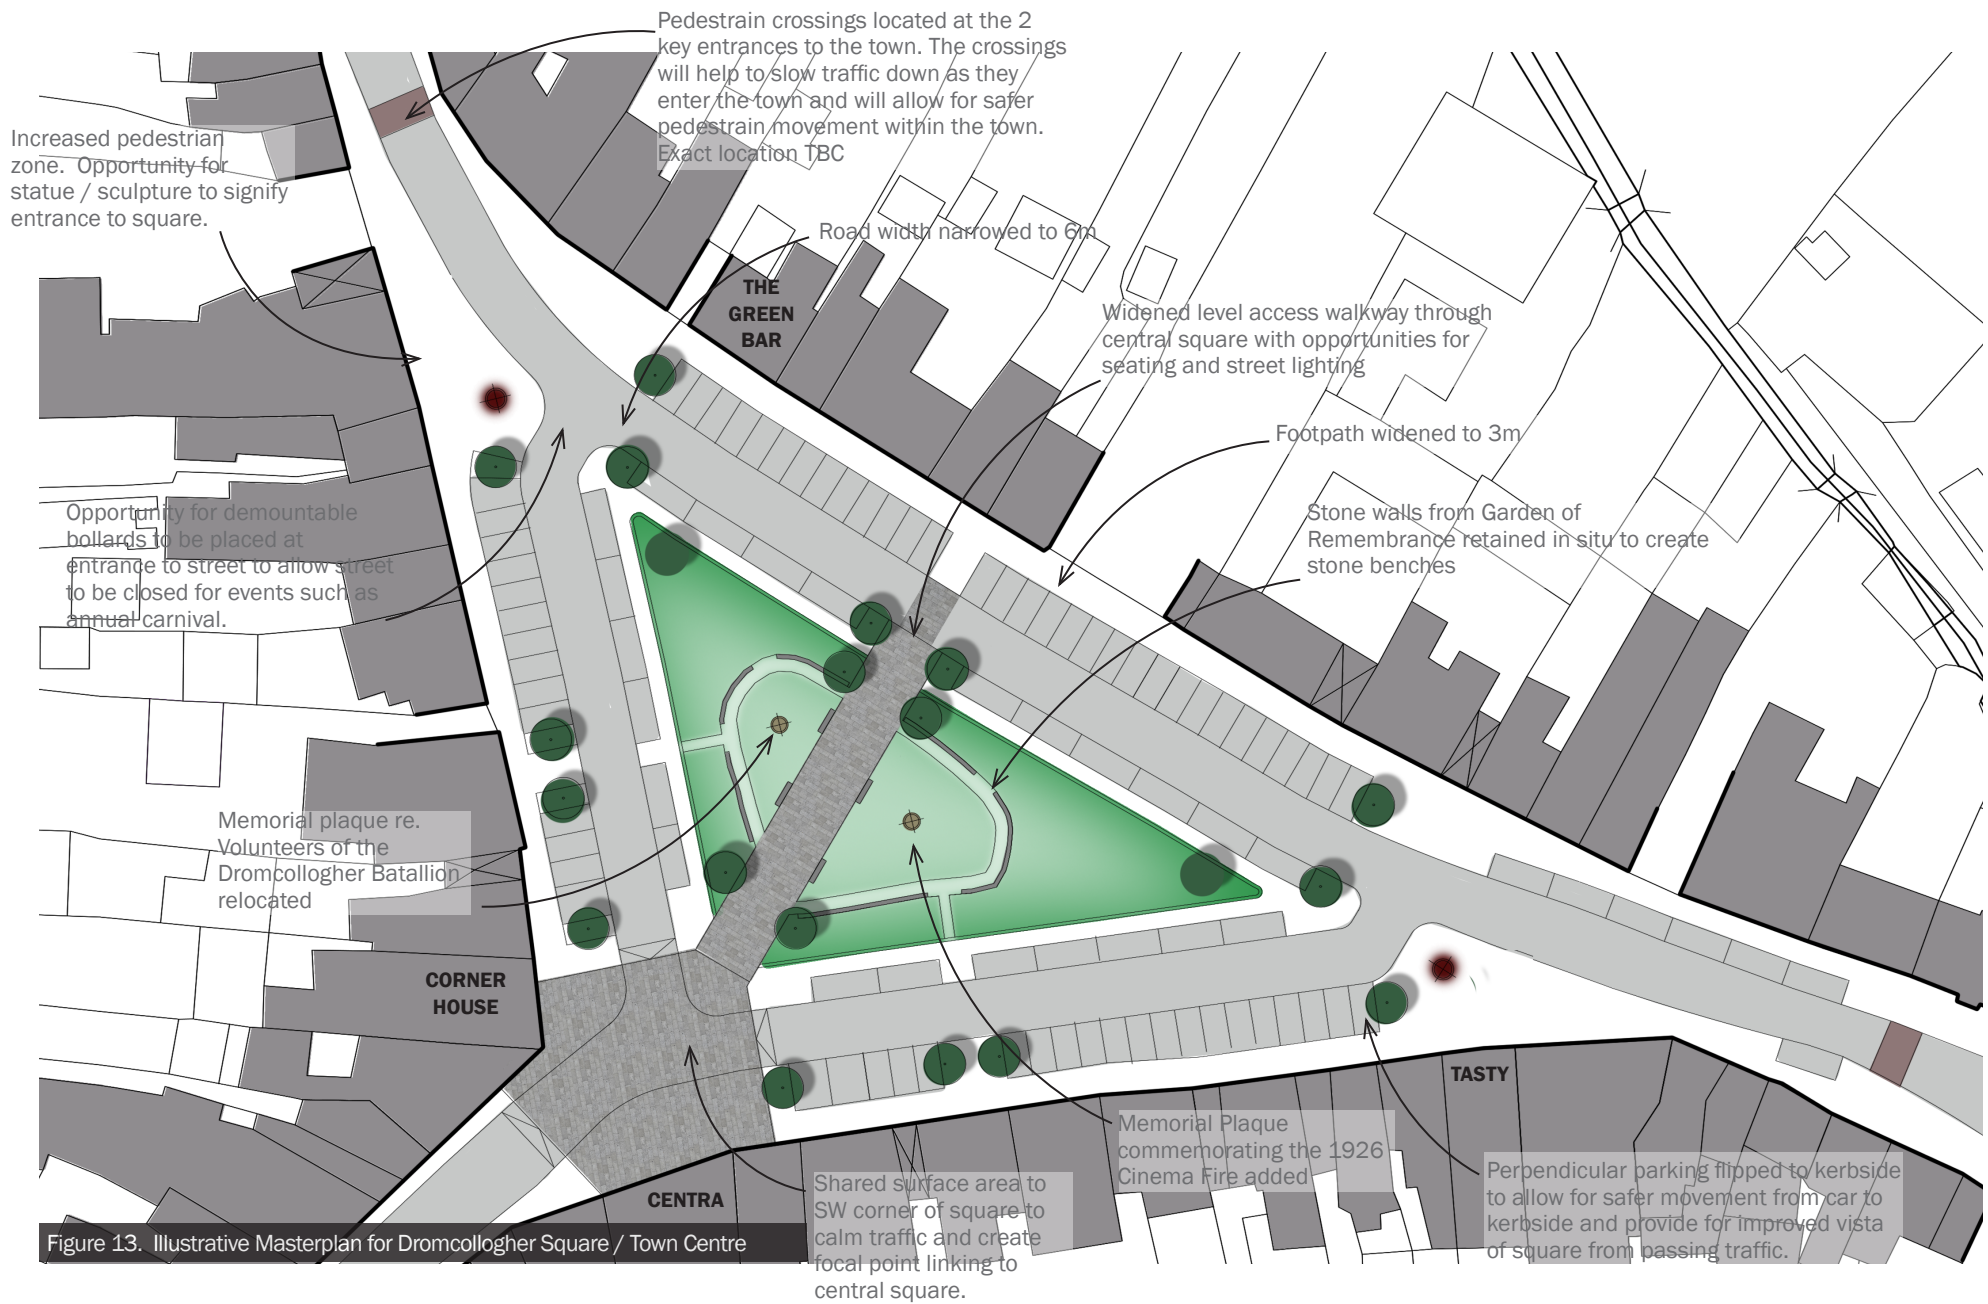 Pedestrain crossings located at the 2
key entrances to the town. The crossings
will help to slow traffic down as they
enter the town and will allow for safer
pedestrain movement within the town.
Exact location TBC
Increased pedestrian
zone.  Opportunity for
statue / sculpture to signify
entrance to square.
Road width narrowed to 6m
THE
GREEN
BAR
Widened level access walkway through
central square with opportunities for
seating and street lighting
Footpath widened to 3m
Opportunity for demountable
bollards to be placed at
entrance to street to allow street
to be closed for events such as
annual carnival.
Stone walls from Garden of
Remembrance retained in situ to create
stone benches
Memorial plaque re.
Volunteers of the
Dromcollogher Batallion
relocated
CORNER
HOUSE
TASTY
Memorial Plaque
commemorating the 1926
Cinema Fire added
Perpendicular parking flipped to kerbside
to allow for safer movement from car to
kerbside and provide for improved vista
of square from passing traffic.
CENTRA
Shared surface area to
SW corner of square to
calm traffic and create
focal point linking to
central square.
Figure 13.  Illustrative Masterplan for Dromcollogher Square / Town Centre